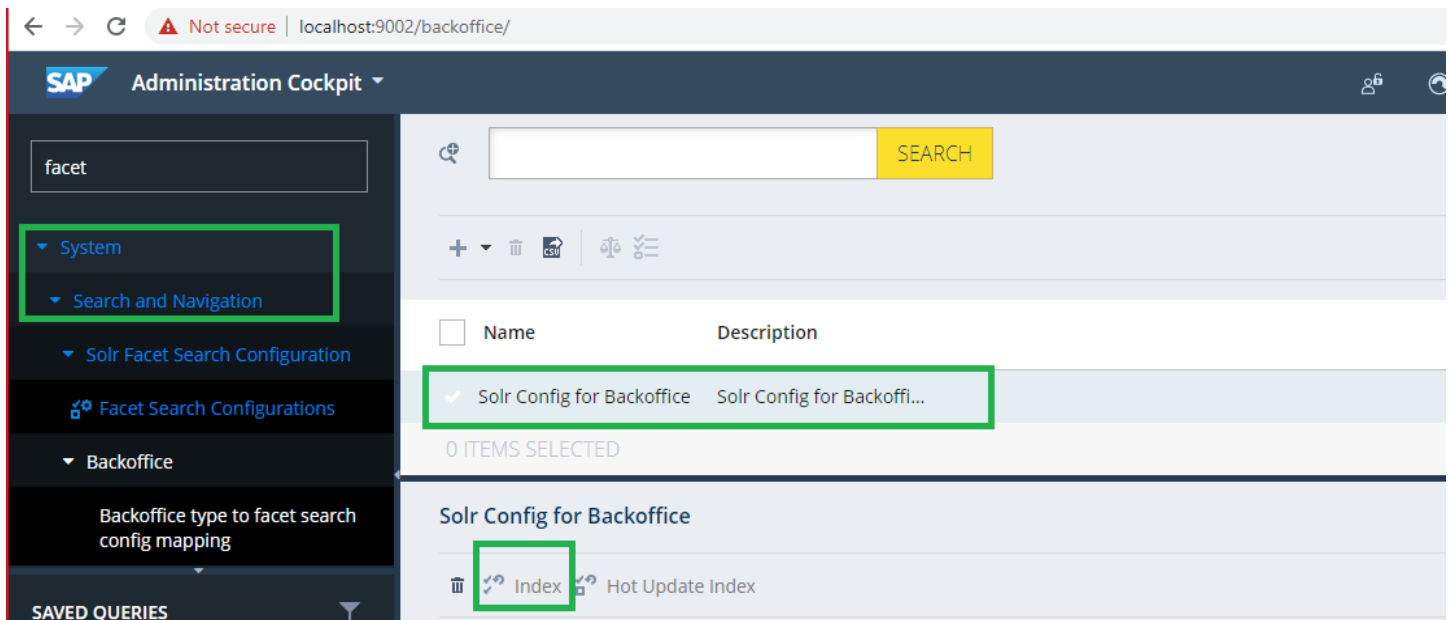 Not secure | localhost:9002/backoffice/
SAP Administration Cockpit
facet
SEARCH
System
csv
Search and Navigation
Name Description
Solr Facet Search Configuration
Solr Config for Backoffice Solr Config for Backoffi...
Facet Search Configurations
0 ITEMS SELECTED
Backoffice
Backoffice type to facet search
config mapping
Solr Config for Backoffice
Index Hot Update Index
SAVED QUERIES